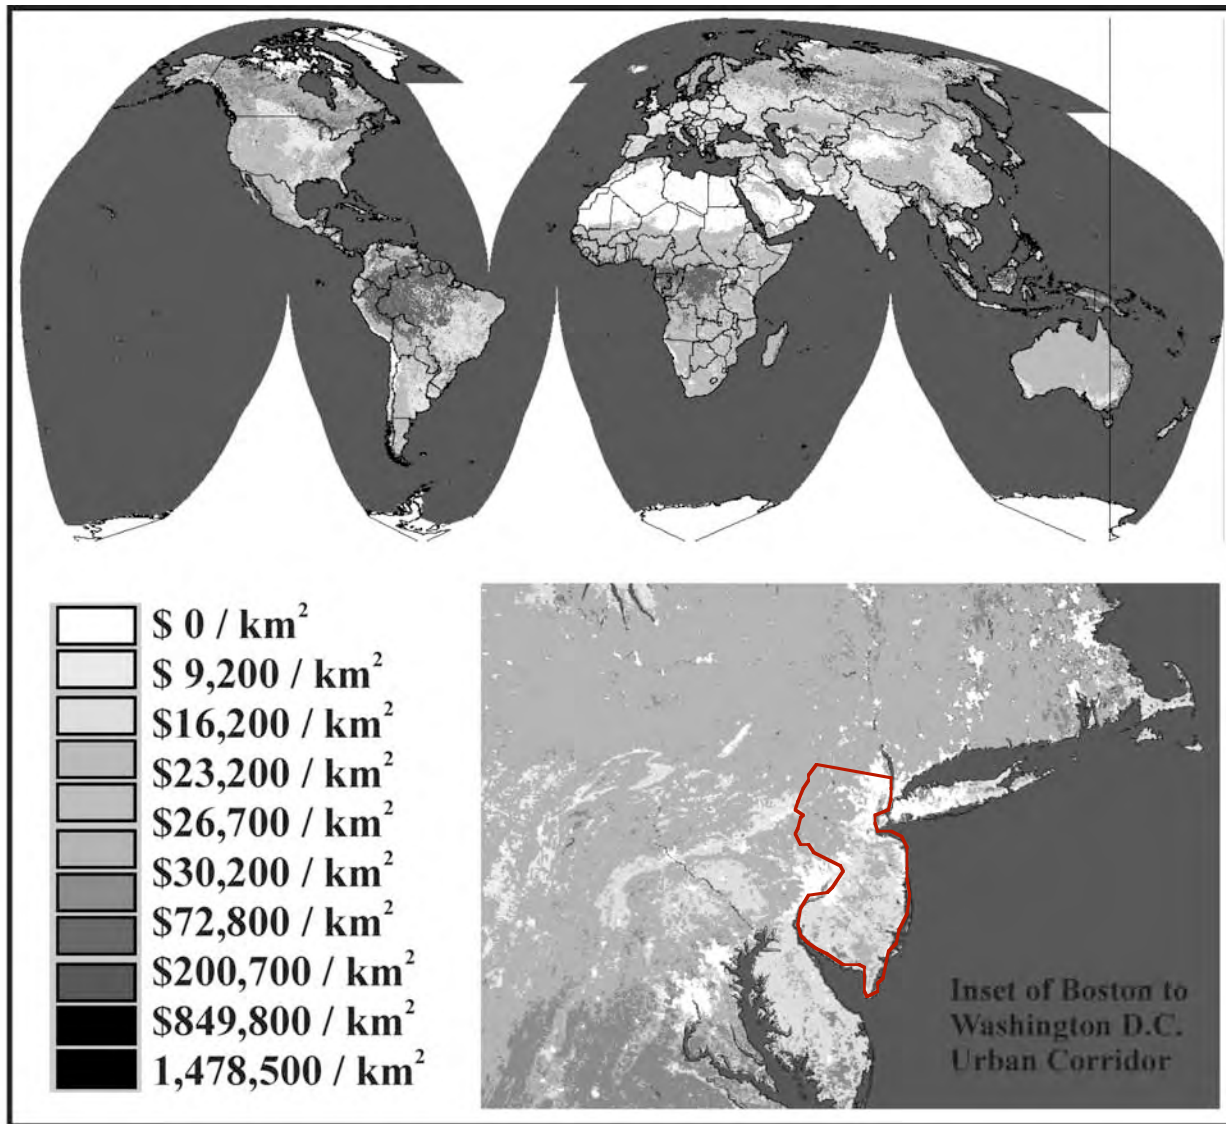 $ 0 / km²
$ 9,200 / km²
$16,200 / km²
$23,200 / km²
$26,700 / km²
$30,200 / km²
$72,800 / km²
$200,700 / km²
$849,800 / km²
1,478,500 / km²
Inset of Boston to
Washington D.C.
Urban Corridor